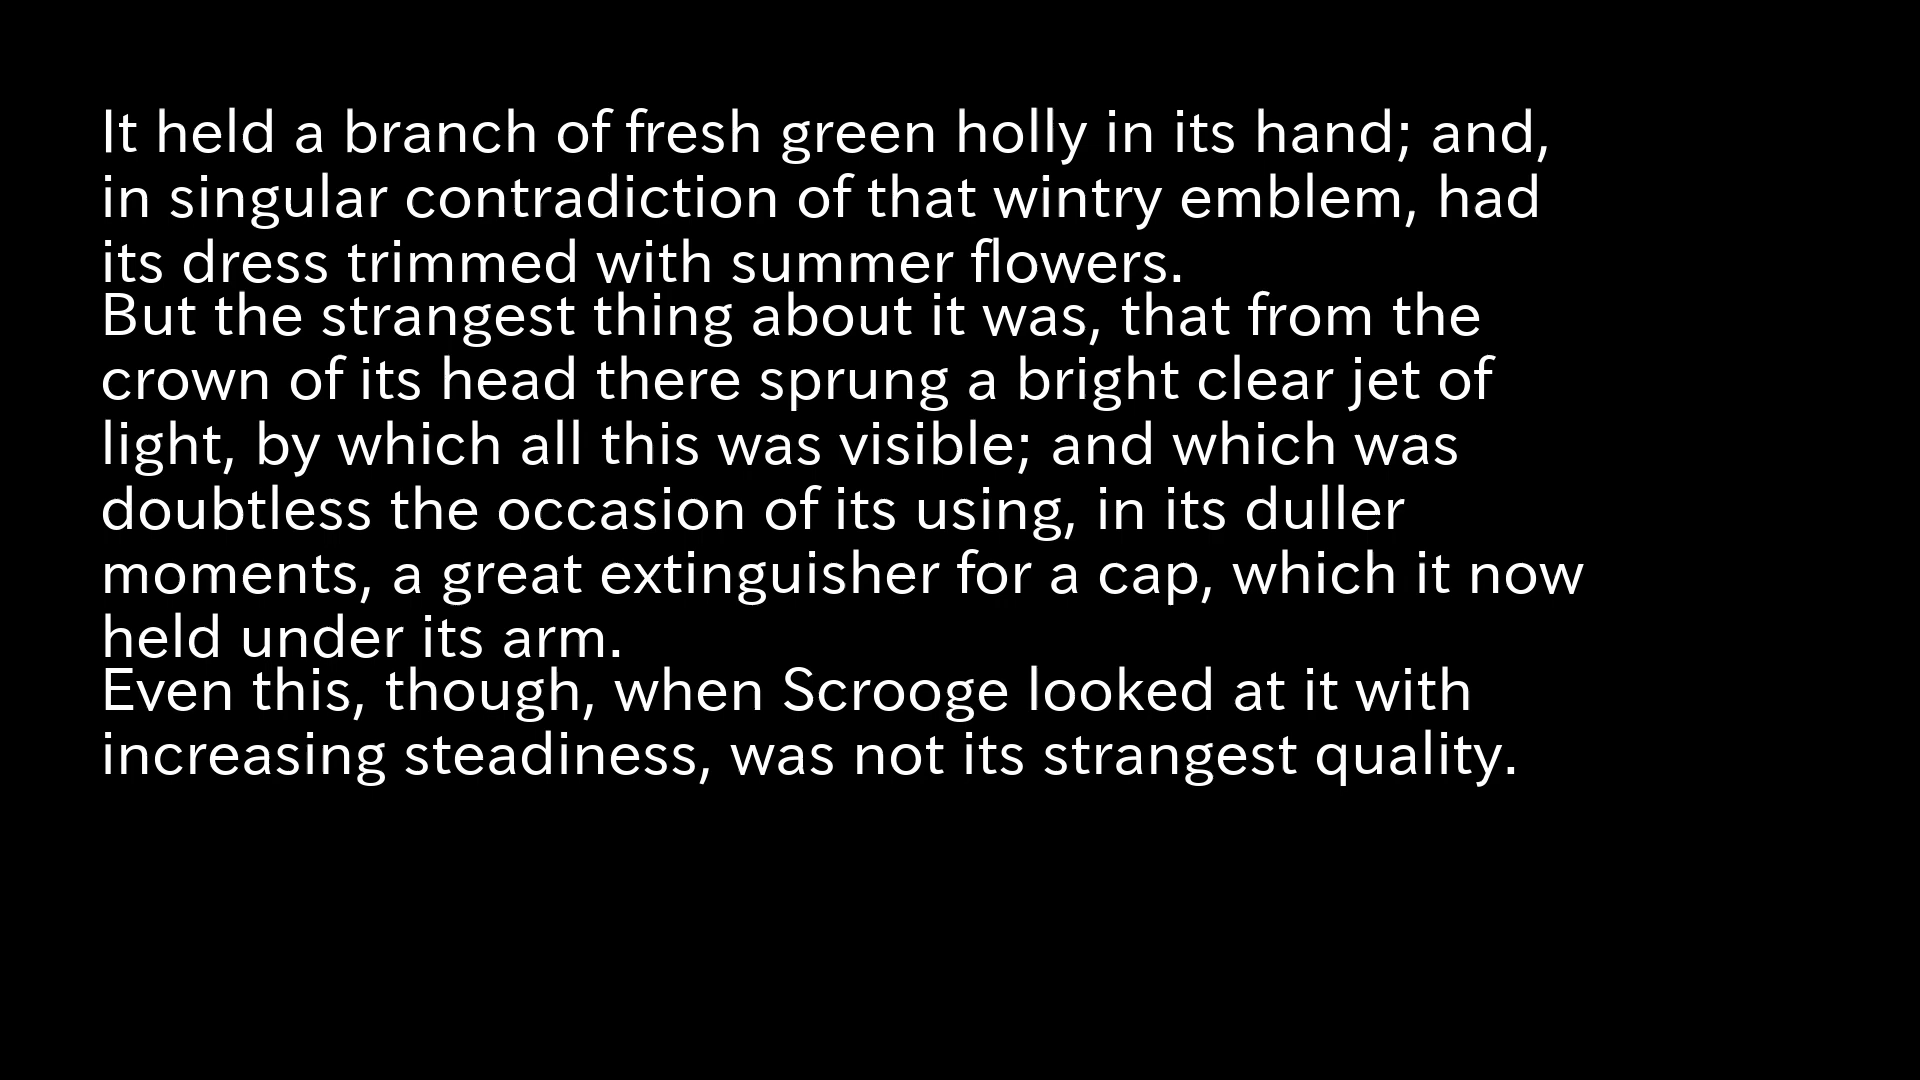 It held a branch of fresh green holly in its hand; and,
in singular contradiction of that wintry emblem, had
its dress trimmed with summer flowers.
But the strangest thing about it was, that from the
crown of its head there sprung a bright clear jet of
light, by which all this was visible; and which was
doubtless the occasion of its using, in its duller
moments, a great extinguisher for a cap, which it now
held under its arm.
Even this, though, when Scrooge looked at it with
increasing steadiness, was not its strangest quality.